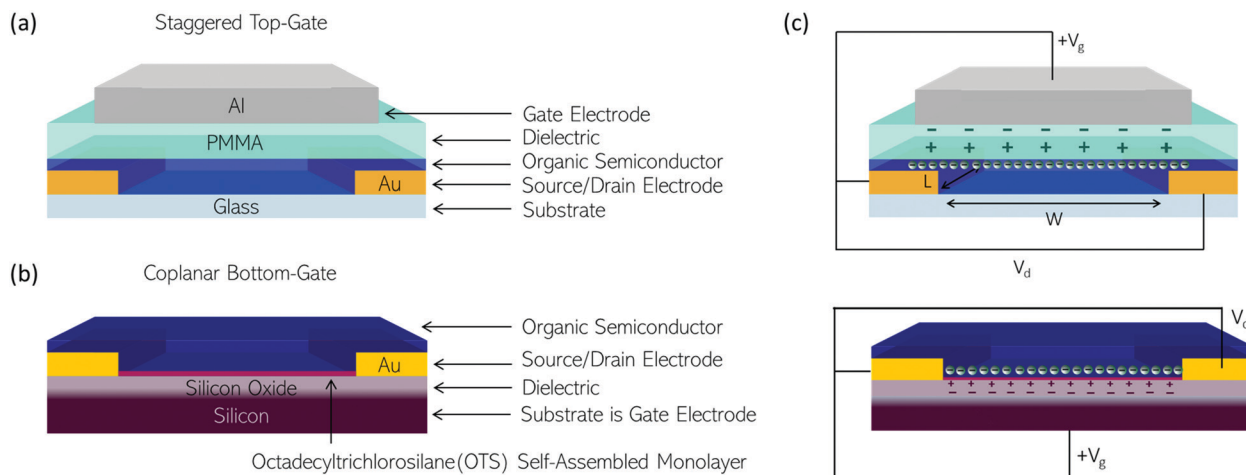 (a)
Staggered Top-Gate
Al
PMMA
Au
Glass
Gate Electrode
Dielectric
Organic Semiconductor
Source/Drain Electrode
Substrate
(b)
Coplanar Bottom-Gate
Au
Silicon Oxide
Silicon
Organic Semiconductor
Source/Drain Electrode
Dielectric
Substrate is Gate Electrode
Octadecyltrichlorosilane(OTS) Self-Assembled Monolayer
(c)
+Vg
- - - - - - -
+ + + + + + +
L
W
Vd
+ + + + + + + + + + + +
- - - - - - - - - - - -
+Vg